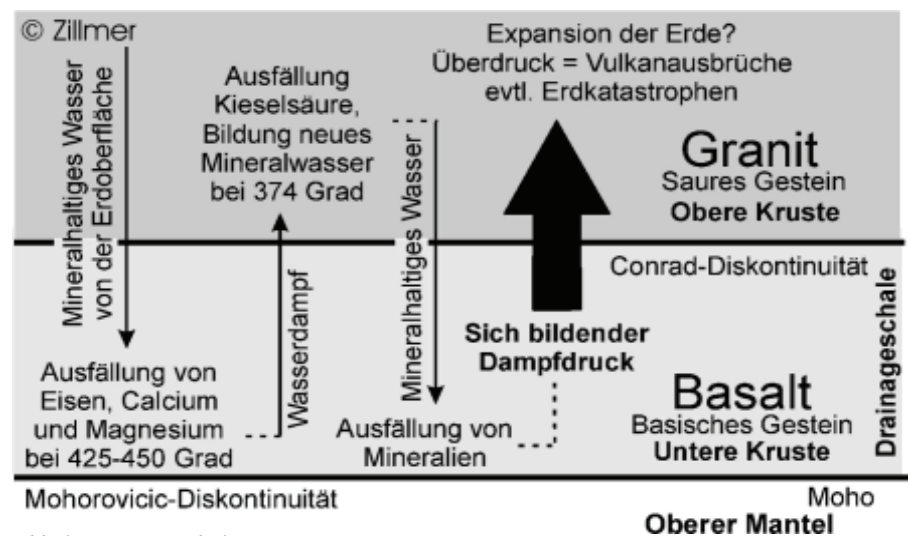 © Zillmer
Mineralhaltiges Wasser
von der Erdoberfläche
Ausfällung
Kieselsäure,
Bildung neues
Mineralwasser
bei 374 Grad
Expansion der Erde?
Überdruck = Vulkanausbrüche
evtl. Erdkatastrophen
Granit
Saures Gestein
Obere Kruste
Conrad-Diskontinuität
Mineralhaltiges Wasser
Wasserdampf
Sich bildender
Dampfdruck
Ausfällung von
Eisen, Calcium
und Magnesium
bei 425-450 Grad
Ausfällung von
Mineralien
Basalt
Basisches Gestein
Untere Kruste
Drainageschale
Mohorovicic-Diskontinuität
Moho
Oberer Mantel